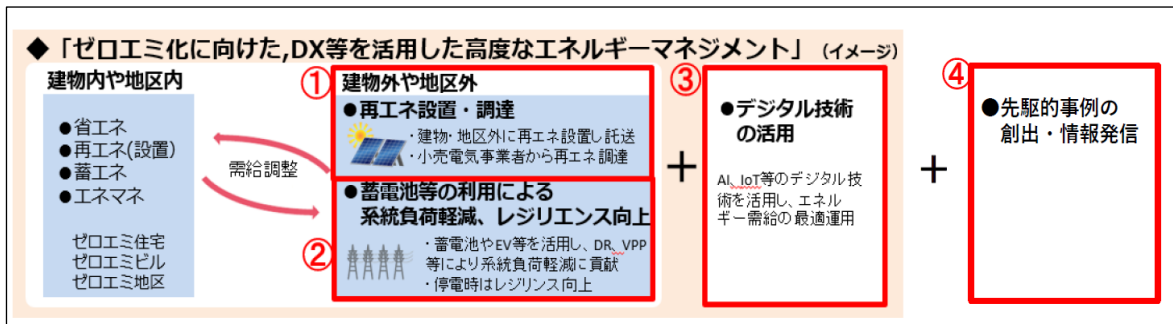 ◆「ゼロエミ化に向けた,DX等を活用した高度なエネルギーマネジメント」（イメージ）
建物内や地区内
●省エネ
●再エネ(設置)
●蓄エネ
●エネマネ
ゼロエミ住宅
ゼロエミビル
ゼロエミ地区
需給調整
①
建物外や地区外
●再エネ設置・調達
・建物・地区外に再エネ設置し託送
・小売電気事業者から再エネ調達
②
●蓄電池等の利用による
系統負荷軽減、レジリエンス向上
・蓄電池やEV等を活用し、DR、VPP
等により系統負荷軽減に貢献
・停電時はレジリンス向上
＋
③
●デジタル技術
の活用
AI、IoT等のデジタル技
術を活用し、エネル
ギー需給の最適運用
＋
④
●先駆的事例の
創出・情報発信